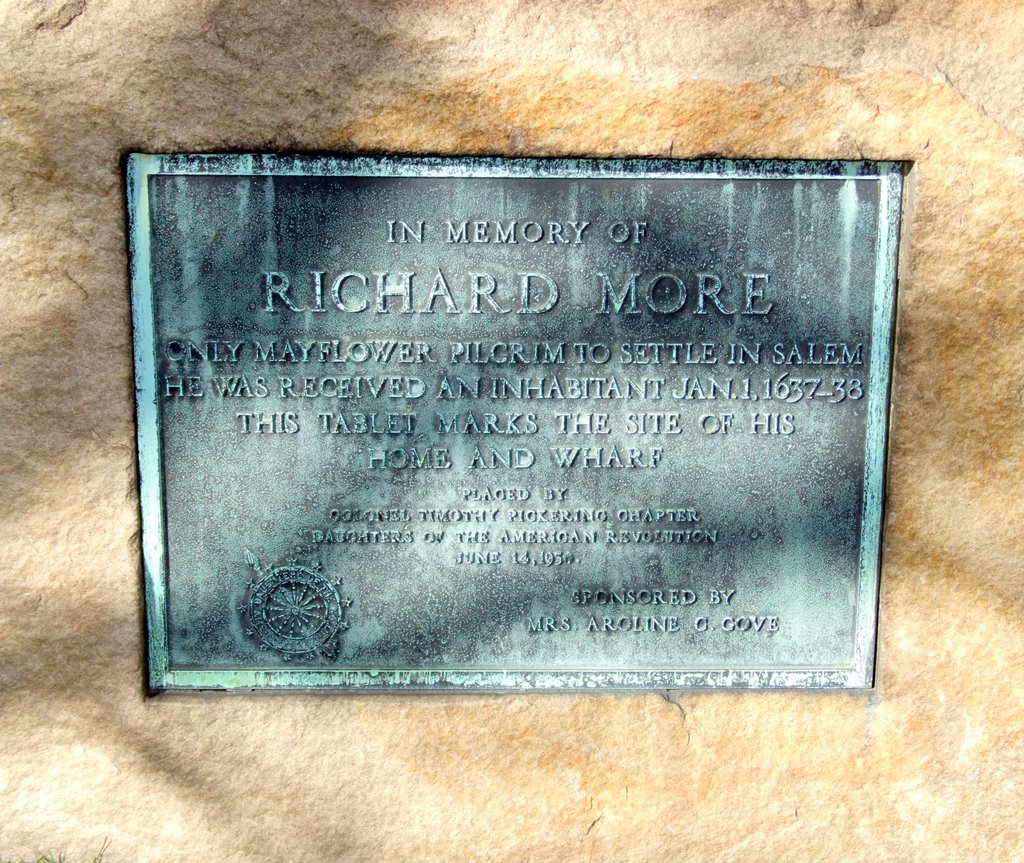 IN MEMORY OF
RICHARD MORE
ONLY MAYFLOWER PILGRIM TO SETTLE IN SALEM
HE WAS RECEIVED AN INHABITANT JAN. 1, 1637-38
THIS TABLET MARKS THE SITE OF HIS
HOME AND WHARF
PLACED BY
COLONEL TIMOTHY PICKERING CHAPTER
DAUGHTERS OF THE AMERICAN REVOLUTION
JUNE 14,
SPONSORED BY
MRS. AROLINE C. GOVE